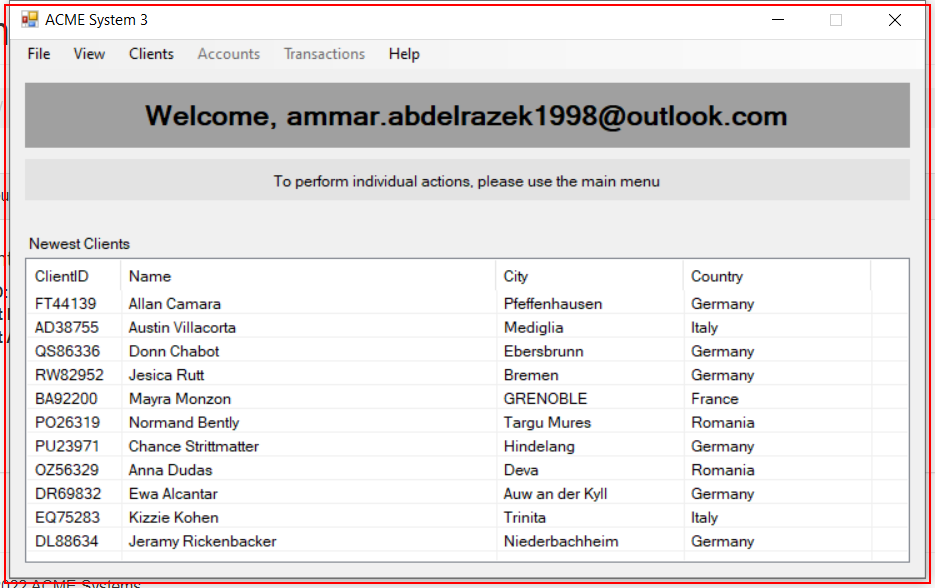 ACME System 3
File View Clients Accounts Transactions Help
Welcome, ammar.abdelrazek1998@outlook.com
To perform individual actions, please use the main menu
Newest Clients
ClientID Name City Country
FT44139 Allan Camara Pfeffenhausen Germany
AD38755 Austin Villacorta Mediglia Italy
QS86336 Donn Chabot Ebersbrunn Germany
RW82952 Jesica Rutt Bremen Germany
BA92200 Mayra Monzon GRENOBLE France
PO26319 Normand Bently Targu Mures Romania
PU23971 Chance Strittmatter Hindelang Germany
OZ56329 Anna Dudas Deva Romania
DR69832 Ewa Alcantar Auw an der Kyll Germany
EQ75283 Kizzie Kohen Trinita Italy
DL88634 Jeramy Rickenbacker Niederbachheim Germany
ACME Systems